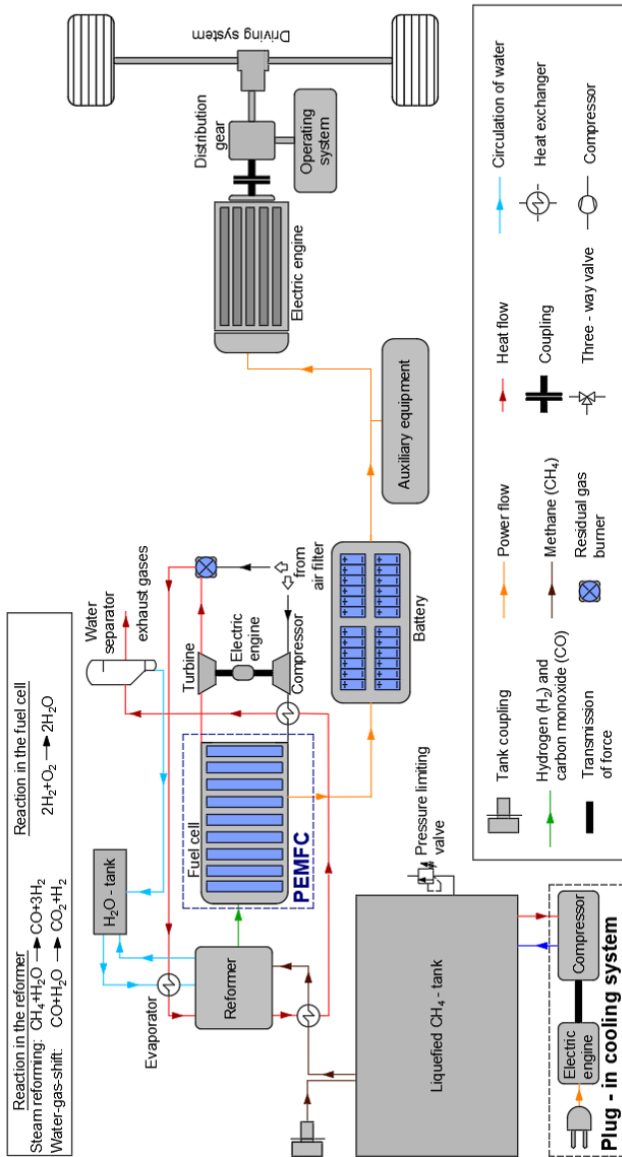 Reaction in the reformer
Steam reforming: CH₄+H₂O → CO+3H₂
Water-gas-shift: CO+H₂O → CO₂+H₂
Reaction in the fuel cell
2H₂+O₂ → 2H₂O
H₂O - tank
Water
separator
exhaust gases
Evaporator
Reformer
Fuel cell
PEMFC
Turbine
Electric
engine
Compressor
from
air filter
Battery
+ -
Auxiliary equipment
Electric engine
Distribution
gear
Operating
system
Driving system
Pressure limiting
valve
Liquefied CH₄ - tank
Electric
engine
Compressor
Plug - in cooling system
Tank coupling
Power flow
Heat flow
Circulation of water
Hydrogen (H₂) and
carbon monoxide (CO)
Methane (CH₄)
Coupling
Heat exchanger
Transmission
of force
Residual gas
burner
Three - way valve
Compressor